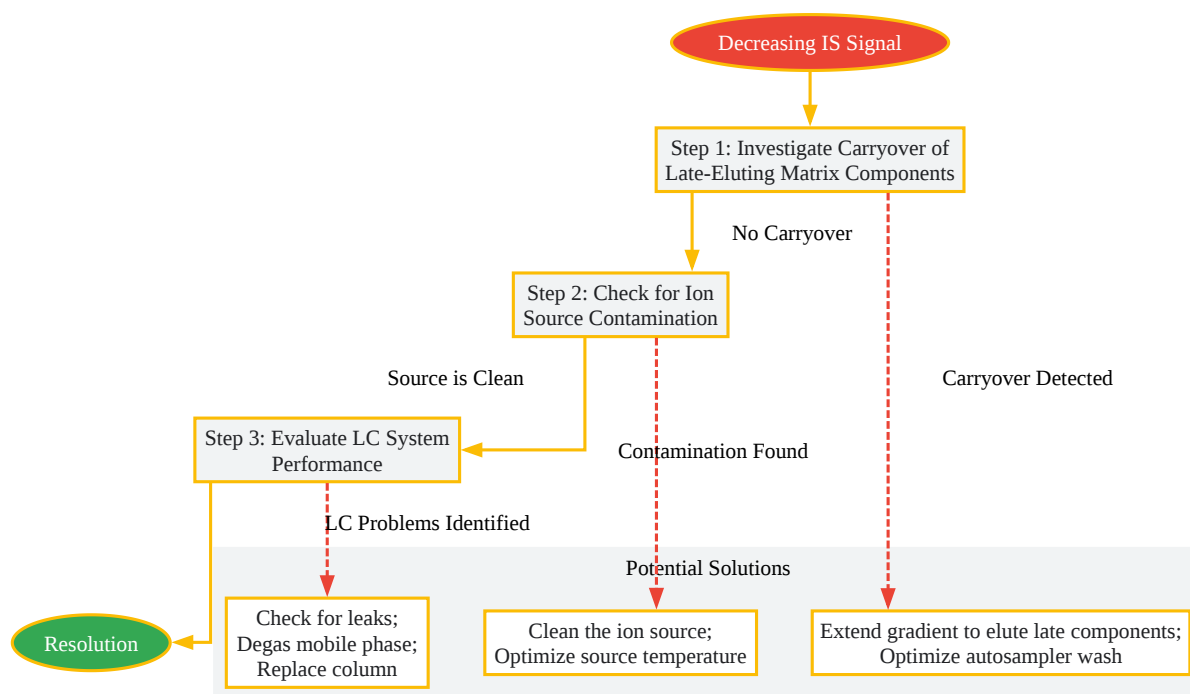 Decreasing IS Signal
Step 1: Investigate Carryover of
Late-Eluting Matrix Components
No Carryover
Step 2: Check for Ion
Source Contamination
Source is Clean
Carryover Detected
Step 3: Evaluate LC System
Performance
Contamination Found
LC Problems Identified
Potential Solutions
Resolution
Check for leaks;
Degas mobile phase;
Replace column
Clean the ion source;
Optimize source temperature
Extend gradient to elute late components;
Optimize autosampler wash